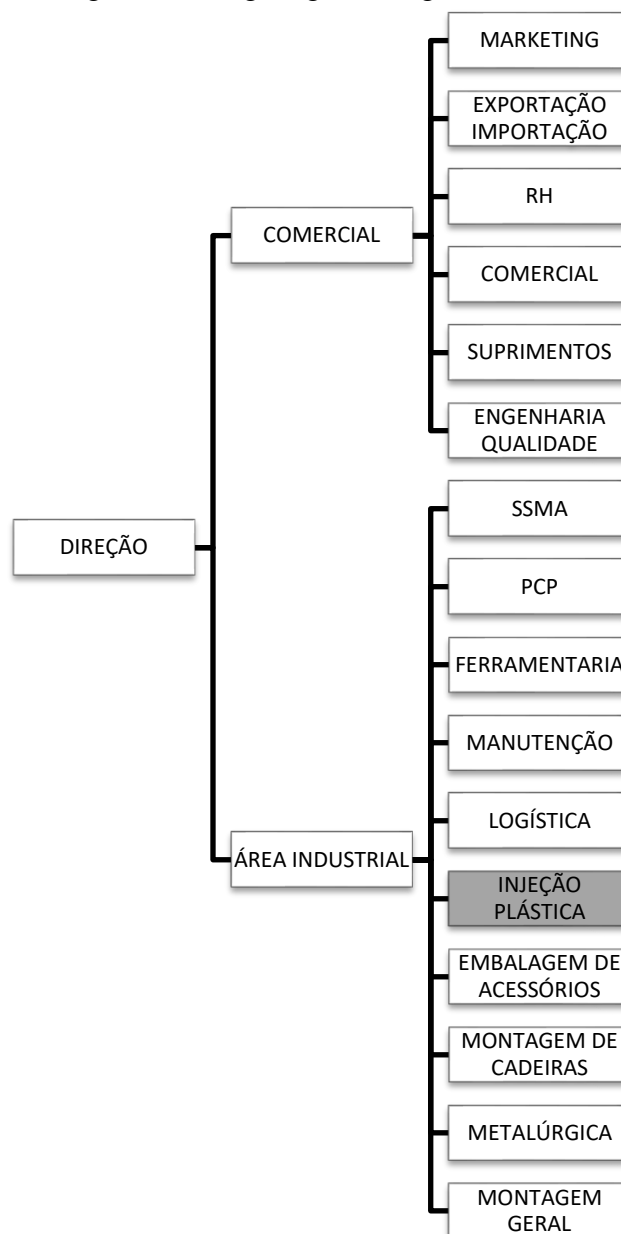 MARKETING
EXPORTAÇÃO
IMPORTAÇÃO
RH
COMERCIAL
COMERCIAL
SUPRIMENTOS
ENGENHARIA
QUALIDADE
DIREÇÃO
SSMA
PCP
FERRAMENTARIA
MANUTENÇÃO
LOGÍSTICA
ÁREA INDUSTRIAL
INJEÇÃO
PLÁSTICA
EMBALAGEM DE
ACESSÓRIOS
MONTAGEM DE
CADEIRAS
METALÚRGICA
MONTAGEM
GERAL